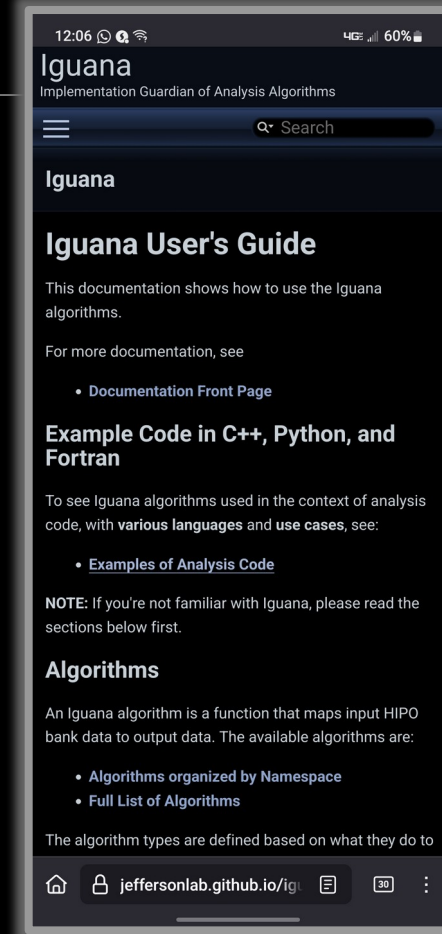 12:06 4GE 60%
Iguana
Implementation Guardian of Analysis Algorithms
Search
Iguana
Iguana User's Guide
This documentation shows how to use the Iguana
algorithms.
For more documentation, see
• Documentation Front Page
Example Code in C++, Python, and
Fortran
To see Iguana algorithms used in the context of analysis
code, with various languages and use cases, see:
• Examples of Analysis Code
NOTE: If you're not familiar with Iguana, please read the
sections below first.
Algorithms
An Iguana algorithm is a function that maps input HIPO
bank data to output data. The available algorithms are:
• Algorithms organized by Namespace
• Full List of Algorithms
The algorithm types are defined based on what they do to
jeffersonlab.github.io/igu 30